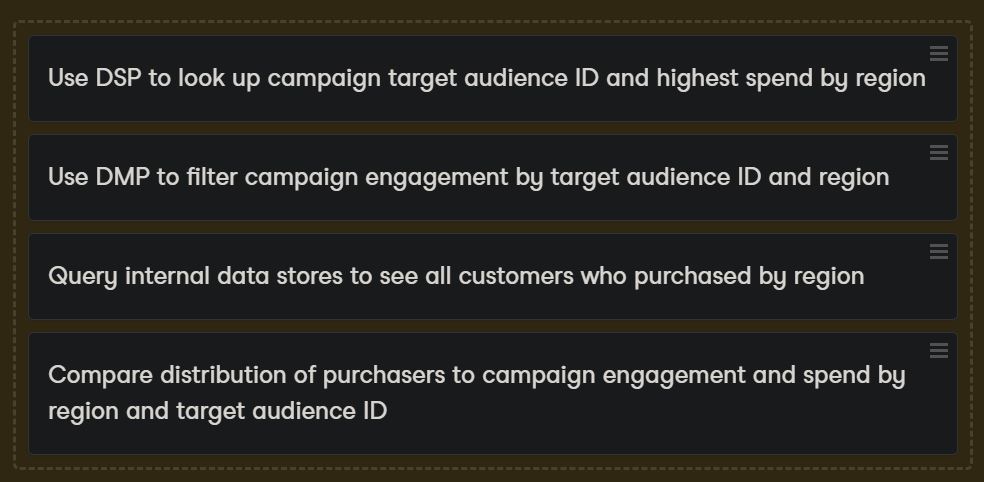 Use DSP to look up campaign target audience ID and highest spend by region
Use DMP to filter campaign engagement by target audience ID and region
Query internal data stores to see all customers who purchased by region
Compare distribution of purchasers to campaign engagement and spend by
region and target audience ID